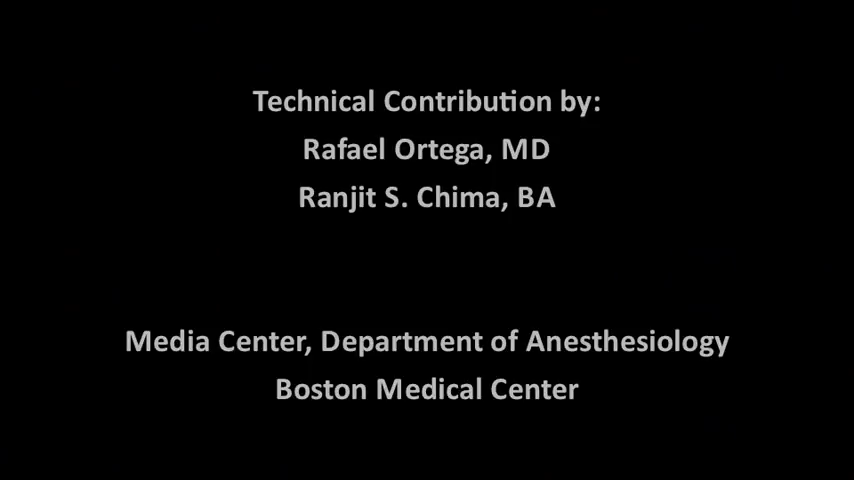 Technical Contribution by:
Rafael Ortega, MD
Ranjit S. Chima, BA
Media Center, Department of Anesthesiology
Boston Medical Center